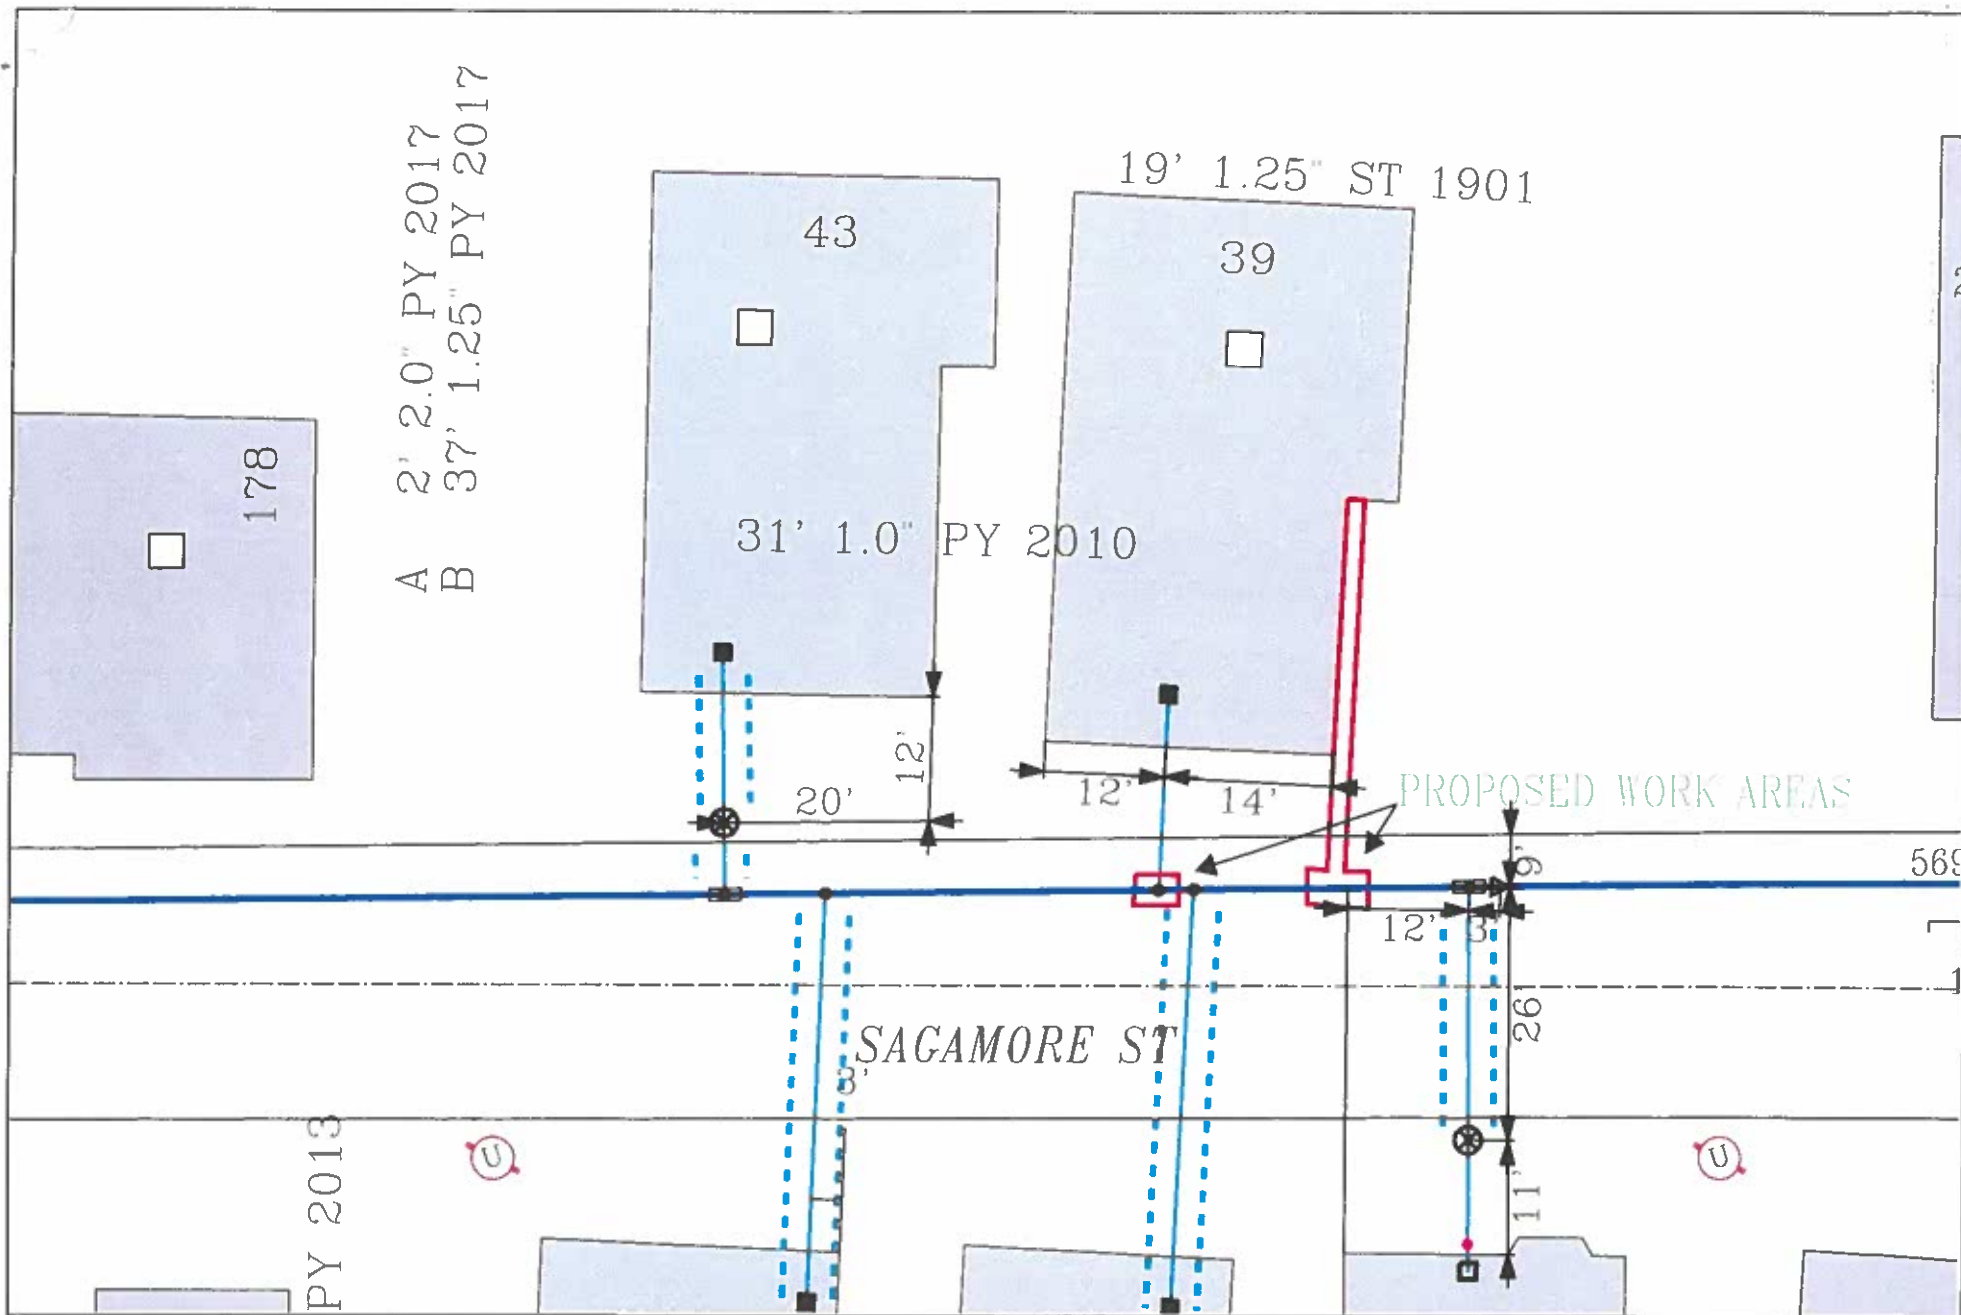 A 2' 2.0" PY 2017
B 37' 1.25" PY 2017
19' 1.25" ST 1901
43
39
178
31' 1.0" PY 2010
12'
20'
12'
14'
PROPOSED WORK AREAS
9'
569
12'
3'
26'
SAGAMORE ST
3'
PY 2013
U
U
11'